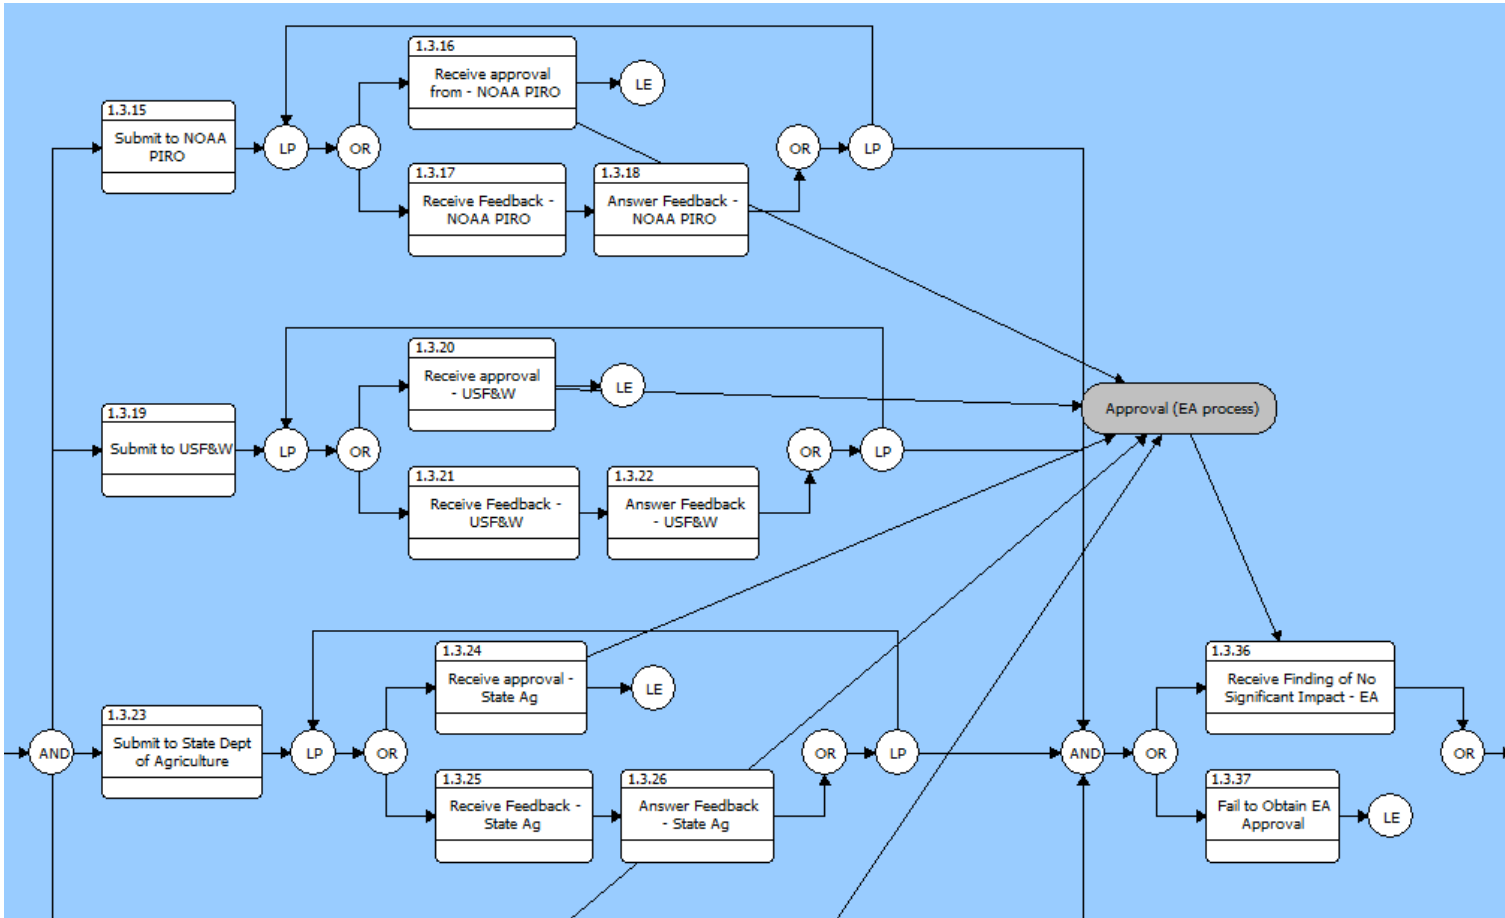 1.3.16
Receive approval
from - NOAA PIRO
LE
1.3.15
Submit to NOAA
PIRO
LP
OR
OR
LP
1.3.17
Receive Feedback -
NOAA PIRO
1.3.18
Answer Feedback -
NOAA PIRO
1.3.20
Receive approval
- USF&W
LE
Approval (EA process)
1.3.19
Submit to USF&W
LP
OR
OR
LP
1.3.21
Receive Feedback -
USF&W
1.3.22
Answer Feedback
- USF&W
1.3.24
Receive approval -
State Ag
LE
1.3.36
Receive Finding of No
Significant Impact - EA
AND
1.3.23
Submit to State Dept
of Agriculture
LP
OR
OR
LP
AND
OR
OR
1.3.25
Receive Feedback -
State Ag
1.3.26
Answer Feedback
- State Ag
1.3.37
Fail to Obtain EA
Approval
LE